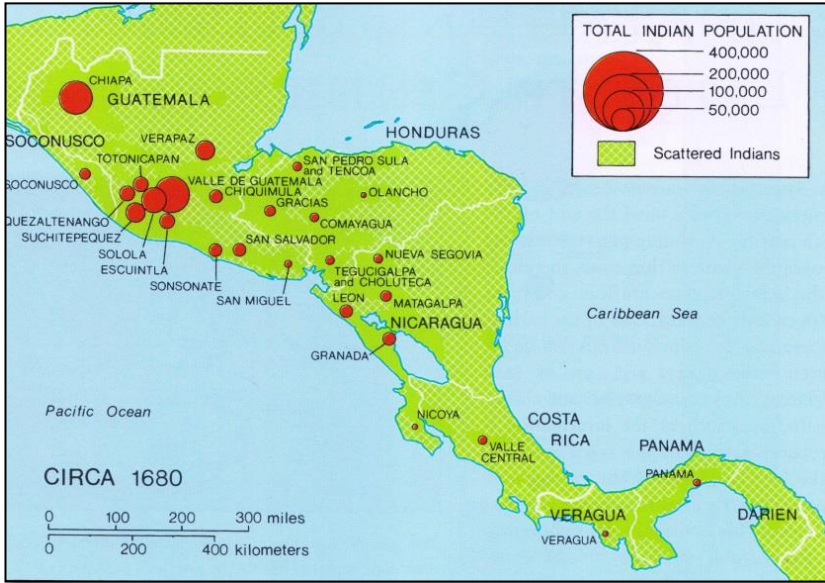 TOTAL INDIAN POPULATION
400,000
200,000
100,000
50,000
Scattered Indians
CHIAPA
GUATEMALA
SOCONUSCO
VERAPAZ
TOTONICAPAN
SOCONUSCO
VALLE DE GUATEMALA
CHIQUIMULA
QUEZALTENANGO
SUCHITEPEQUEZ
SOLOLA
ESCUINTLA
SONSONATE
SAN SALVADOR
SAN MIGUEL
HONDURAS
SAN PEDRO SULA
and TENCOA
OLANCHO
GRACIAS
COMAYAGUA
NUEVA SEGOVIA
TEGUCIGALPA
and CHOLUTECA
LEON
MATAGALPA
NICARAGUA
GRANADA
Caribbean Sea
Pacific Ocean
NICOYA
COSTA
RICA
VALLE
CENTRAL
PANAMA
PANAMA
VERAGUA
VERAGUA
DARIEN
CIRCA 1680
0 100 200 300 miles
0 200 400 kilometers